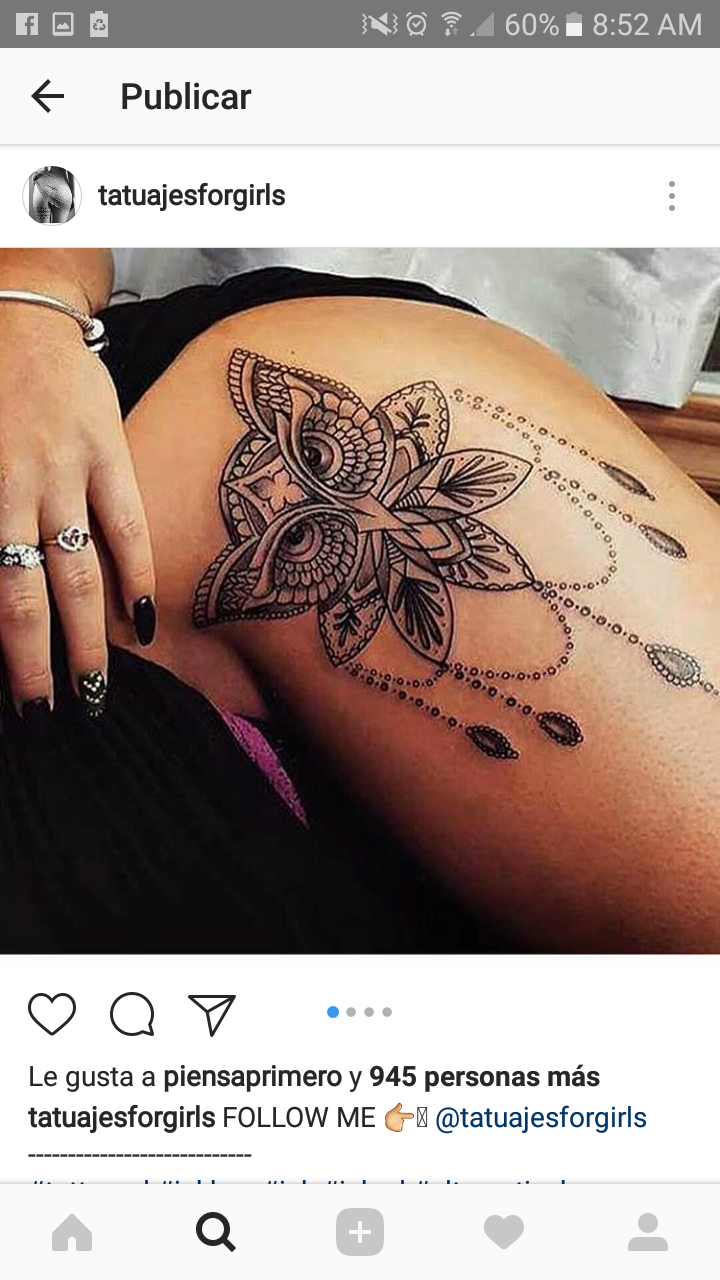 60% 8:52 AM
Publicar
tatuajesforgirls
Le gusta a piensaprimero y 945 personas más
tatuajesforgirls FOLLOW ME 👉 @tatuajesforgirls
----------------------------